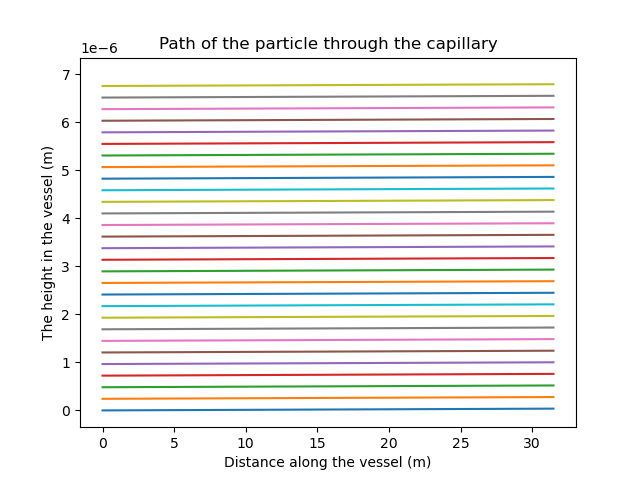 Path of the particle through the capillary
1e−6
7
6
5
4
3
2
1
0
The height in the vessel (m)
0 5 10 15 20 25 30
Distance along the vessel (m)